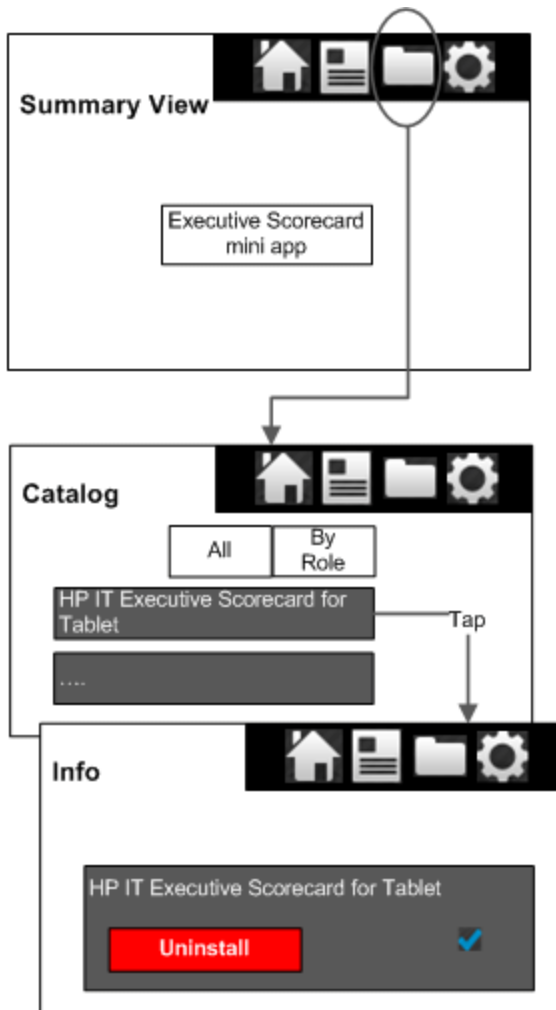 Summary View
Executive Scorecard
mini app
Catalog
All
By
Role
HP IT Executive Scorecard for
Tablet
Tap
....
Info
HP IT Executive Scorecard for Tablet
Uninstall